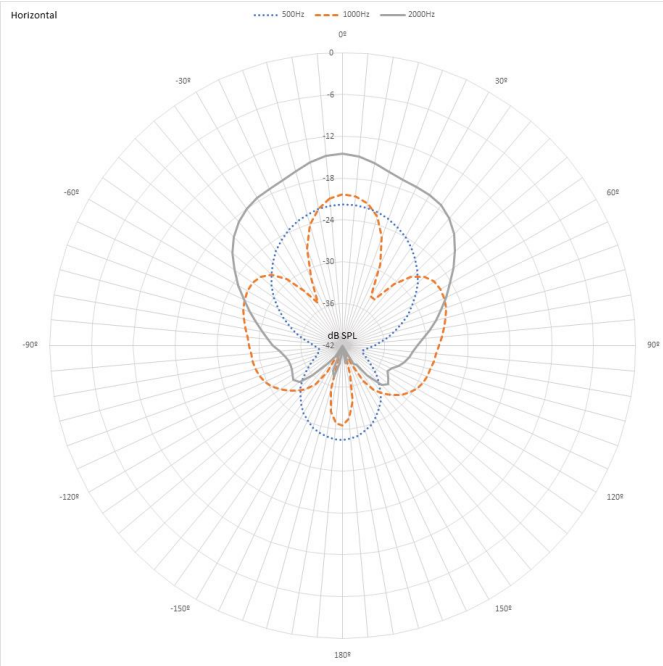 Horizontal
500Hz 1000Hz 2000Hz
0º
0
-30º 30º
-6
-12
-18
-60º 60º
-24
-30
-36
dB SPL
-90º -42 90º
-120º 120º
-150º 150º
180º